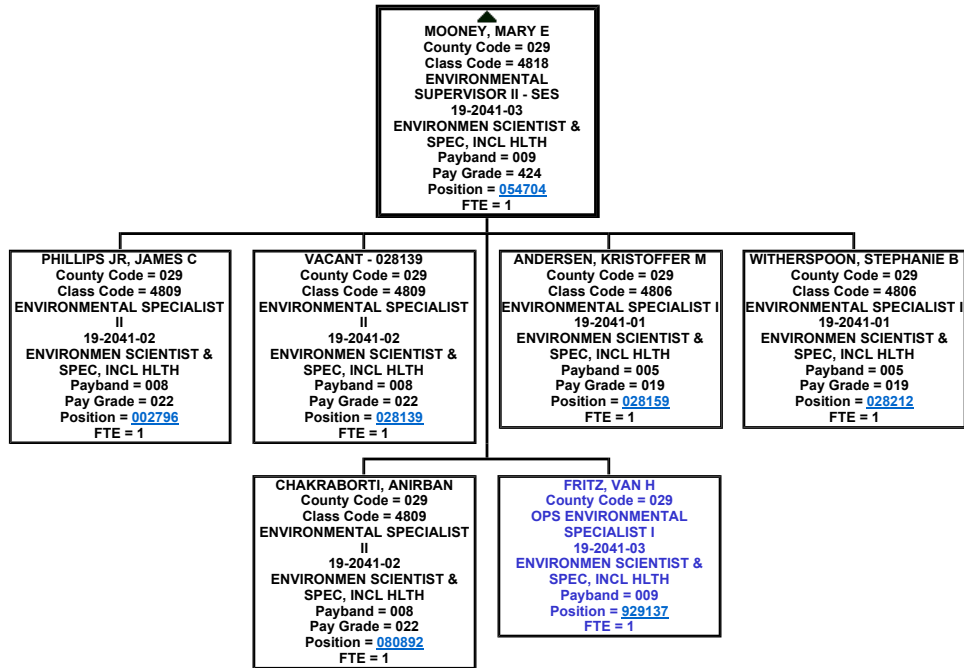 MOONEY, MARY E
County Code = 029
Class Code = 4818
ENVIRONMENTAL
SUPERVISOR II - SES
19-2041-03
ENVIRONMEN SCIENTIST &
SPEC, INCL HLTH
Payband = 009
Pay Grade = 424
Position = 054704
FTE = 1
PHILLIPS JR, JAMES C
County Code = 029
Class Code = 4809
ENVIRONMENTAL SPECIALIST
II
19-2041-02
ENVIRONMEN SCIENTIST &
SPEC, INCL HLTH
Payband = 008
Pay Grade = 022
Position = 002796
FTE = 1
VACANT - 028139
County Code = 029
Class Code = 4809
ENVIRONMENTAL SPECIALIST
II
19-2041-02
ENVIRONMEN SCIENTIST &
SPEC, INCL HLTH
Payband = 008
Pay Grade = 022
Position = 028139
FTE = 1
ANDERSEN, KRISTOFFER M
County Code = 029
Class Code = 4806
ENVIRONMENTAL SPECIALIST I
19-2041-01
ENVIRONMEN SCIENTIST &
SPEC, INCL HLTH
Payband = 005
Pay Grade = 019
Position = 028159
FTE = 1
WITHERSPOON, STEPHANIE B
County Code = 029
Class Code = 4806
ENVIRONMENTAL SPECIALIST I
19-2041-01
ENVIRONMEN SCIENTIST &
SPEC, INCL HLTH
Payband = 005
Pay Grade = 019
Position = 028212
FTE = 1
CHAKRABORTI, ANIRBAN
County Code = 029
Class Code = 4809
ENVIRONMENTAL SPECIALIST
II
19-2041-02
ENVIRONMEN SCIENTIST &
SPEC, INCL HLTH
Payband = 008
Pay Grade = 022
Position = 080892
FTE = 1
FRITZ, VAN H
County Code = 029
OPS ENVIRONMENTAL
SPECIALIST I
19-2041-03
ENVIRONMEN SCIENTIST &
SPEC, INCL HLTH
Payband = 009
Position = 929137
FTE = 1